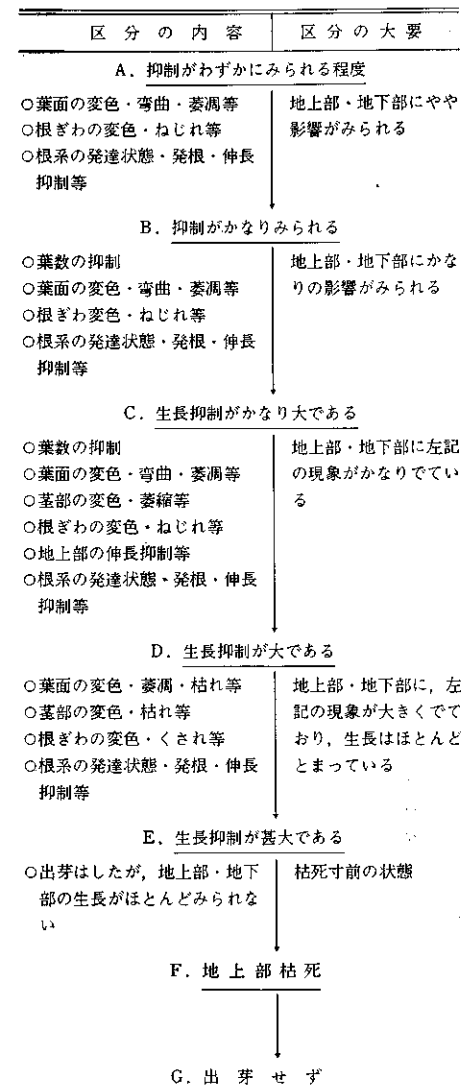 区分の内容 区分の大要
A. 抑制がわずかにみられる程度
○葉面の変色・弯曲・萎凋等
○根ぎわの変色・ねじれ等
○根系の発達状態・発根・伸長
抑制等
地上部・地下部にやや
影響がみられる
B. 抑制がかなりみられる
○葉数の抑制
○葉面の変色・弯曲・萎凋等
○根ぎわ変色・ねじれ等
○根系の発達状態・発根・伸長
抑制等
地上部・地下部にかな
りの影響がみられる
C. 生長抑制がかなり大である
○葉数の抑制
○葉面の変色・弯曲・萎凋等
○茎部の変色・萎縮等
○根ぎわの変色・ねじれ等
○地上部の伸長抑制等
○根系の発達状態・発根・伸長
抑制等
地上部・地下部に左記
の現象がかなりでてい
る
D. 生長抑制が大である
○葉面の変色・萎凋・枯れ等
○茎部の変色・枯れ等
○根ぎわの変色・くされ等
○根系の発達状態・発根・伸長
抑制等
地上部・地下部に，左
記の現象が大きくでて
おり，生長はほとんど
とまっている
E. 生長抑制が甚大である
○出芽はしたが，地上部・地下
部の生長がほとんどみられな
い
枯死寸前の状態
F. 地上部枯死
G. 出芽せず